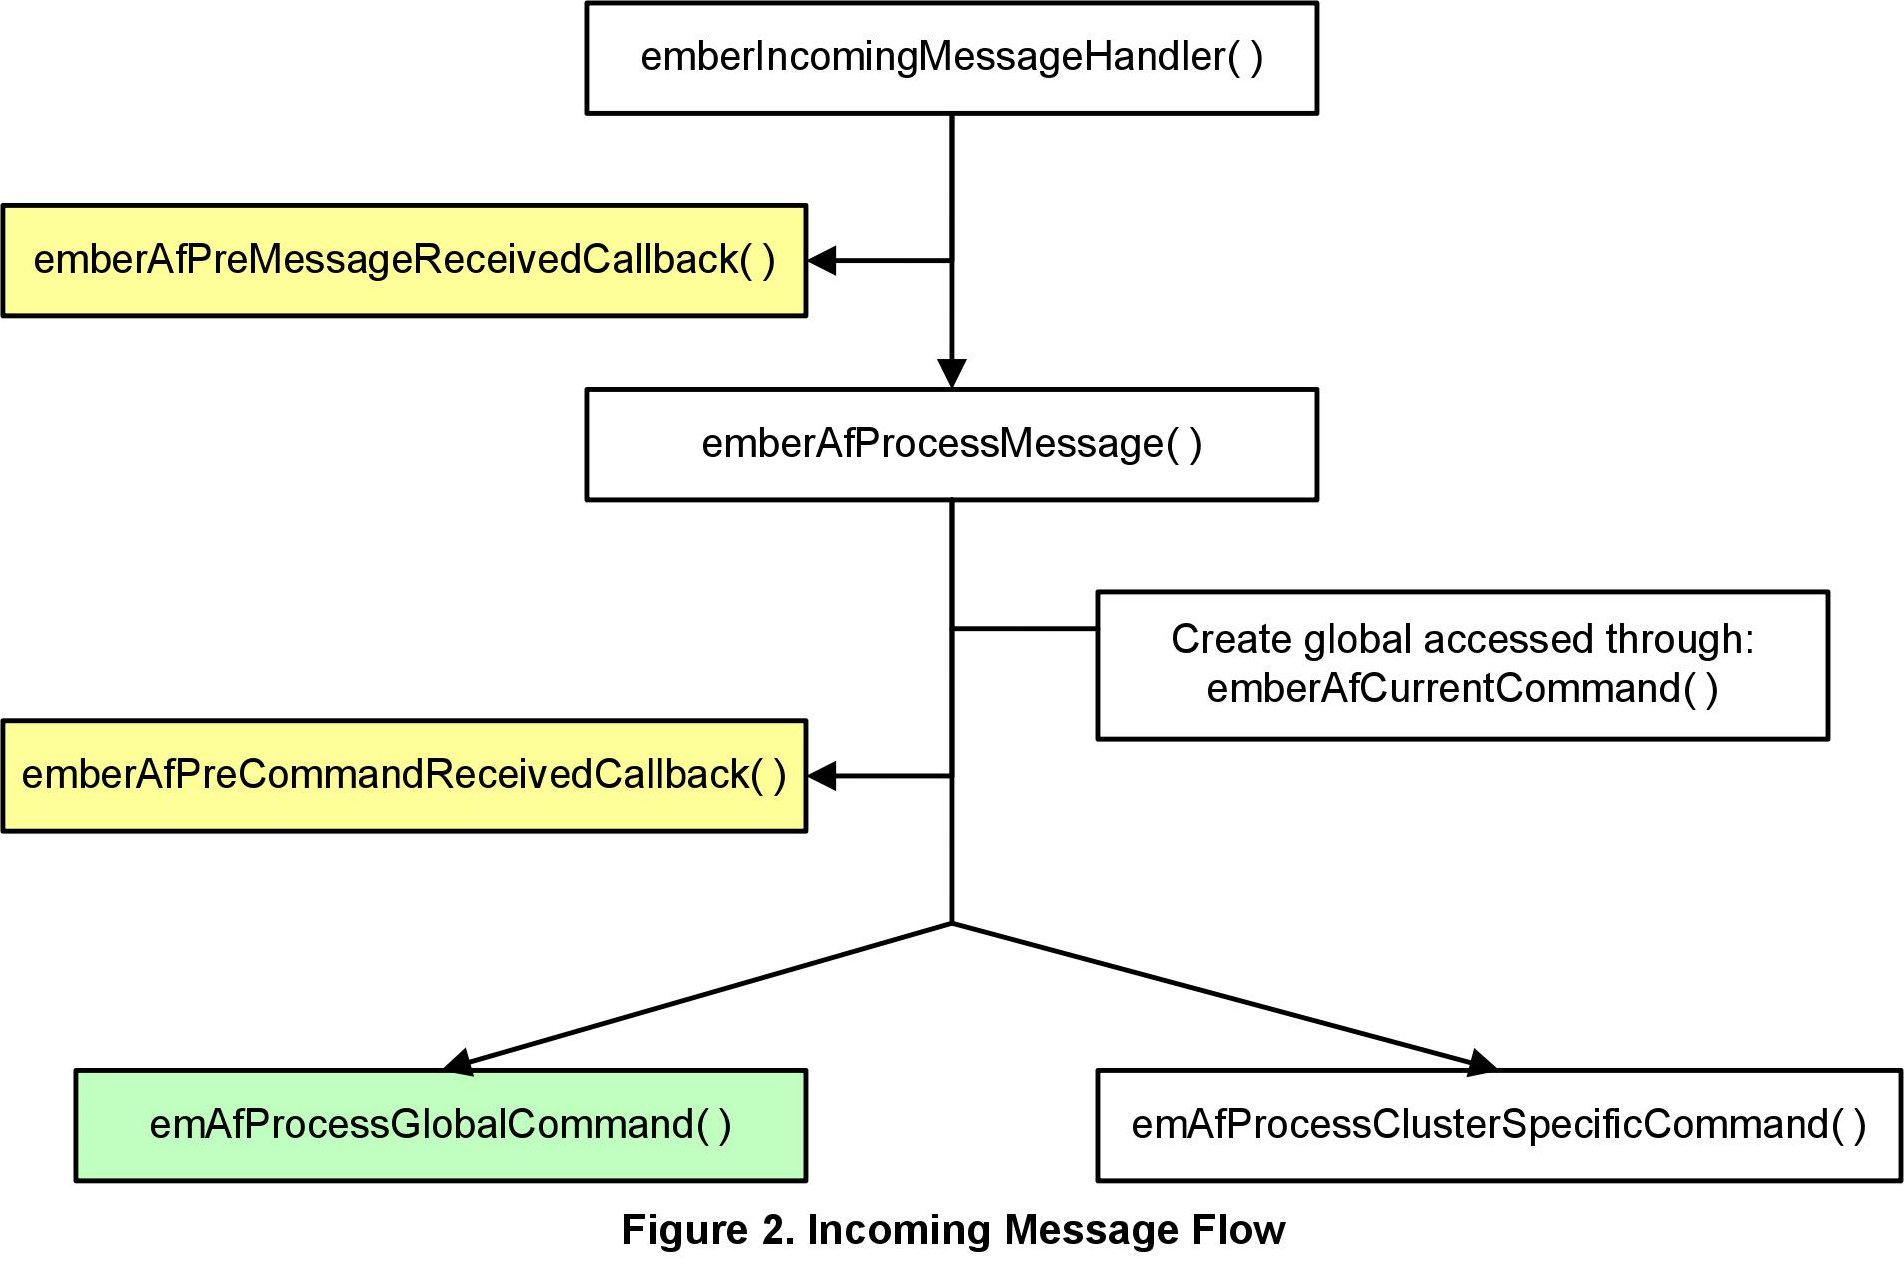 emberIncomingMessageHandler( )
emberAfPreMessageReceivedCallback( )
emberAfProcessMessage( )
Create global accessed through:
emberAfCurrentCommand( )
emberAfPreCommandReceivedCallback( )
emAfProcessGlobalCommand( )
emAfProcessClusterSpecificCommand( )
Figure 2. Incoming Message Flow